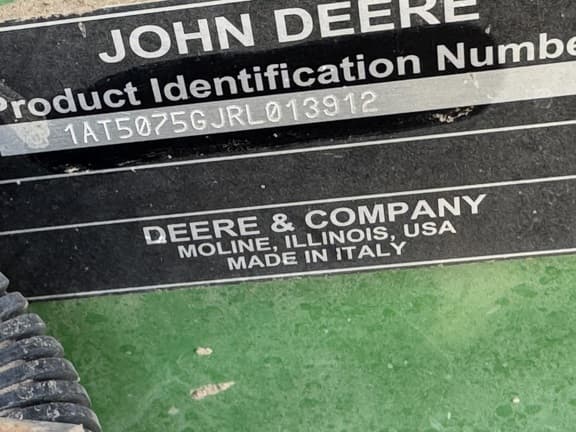 JOHN DEERE
Product Identification Numbe
1AT5075GJRL013912
DEERE & COMPANY
MOLINE, ILLINOIS, USA
MADE IN ITALY